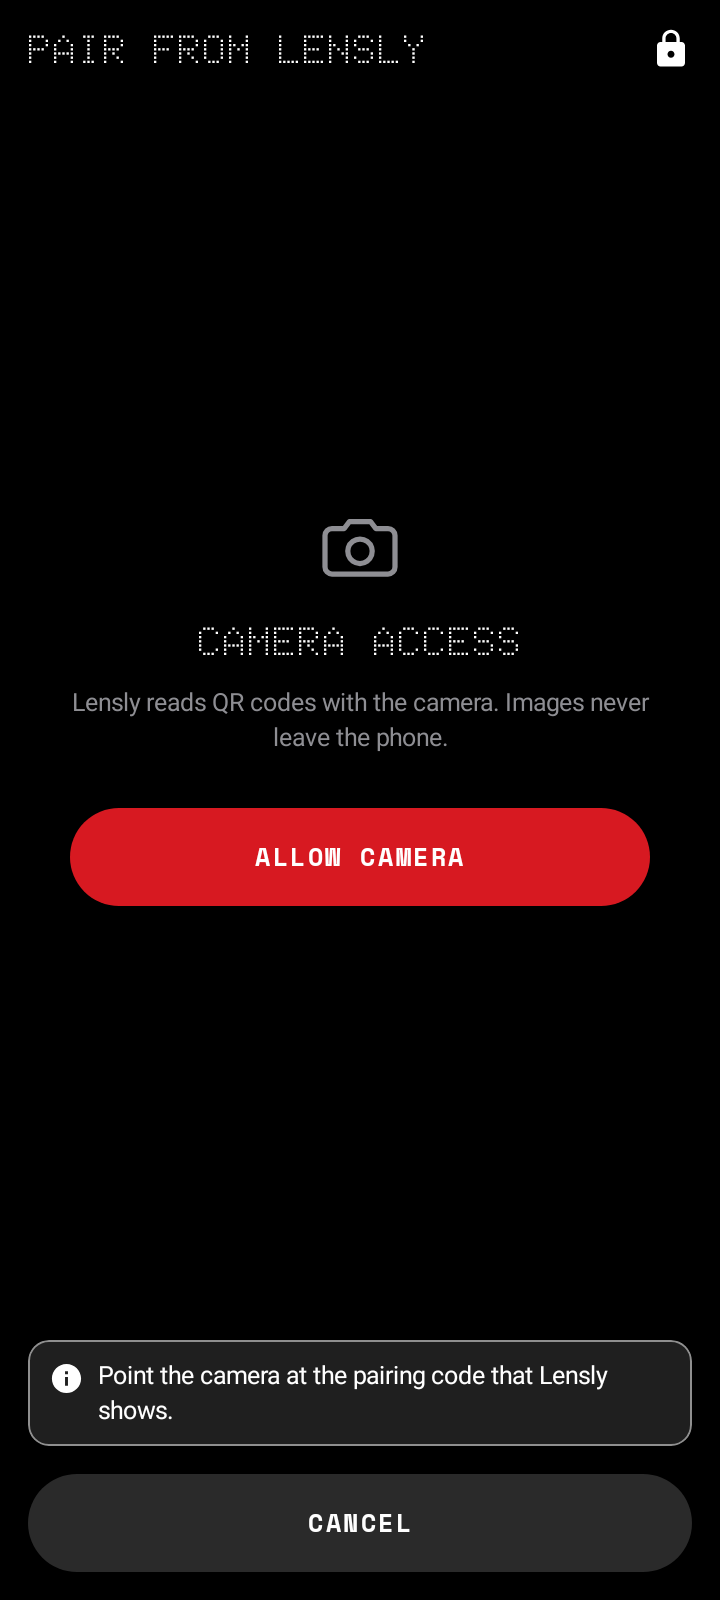 PAIR FROM LENSLY
CAMERA ACCESS
Lensly reads QR codes with the camera. Images never
leave the phone.
ALLOW CAMERA
Point the camera at the pairing code that Lensly
shows.
CANCEL